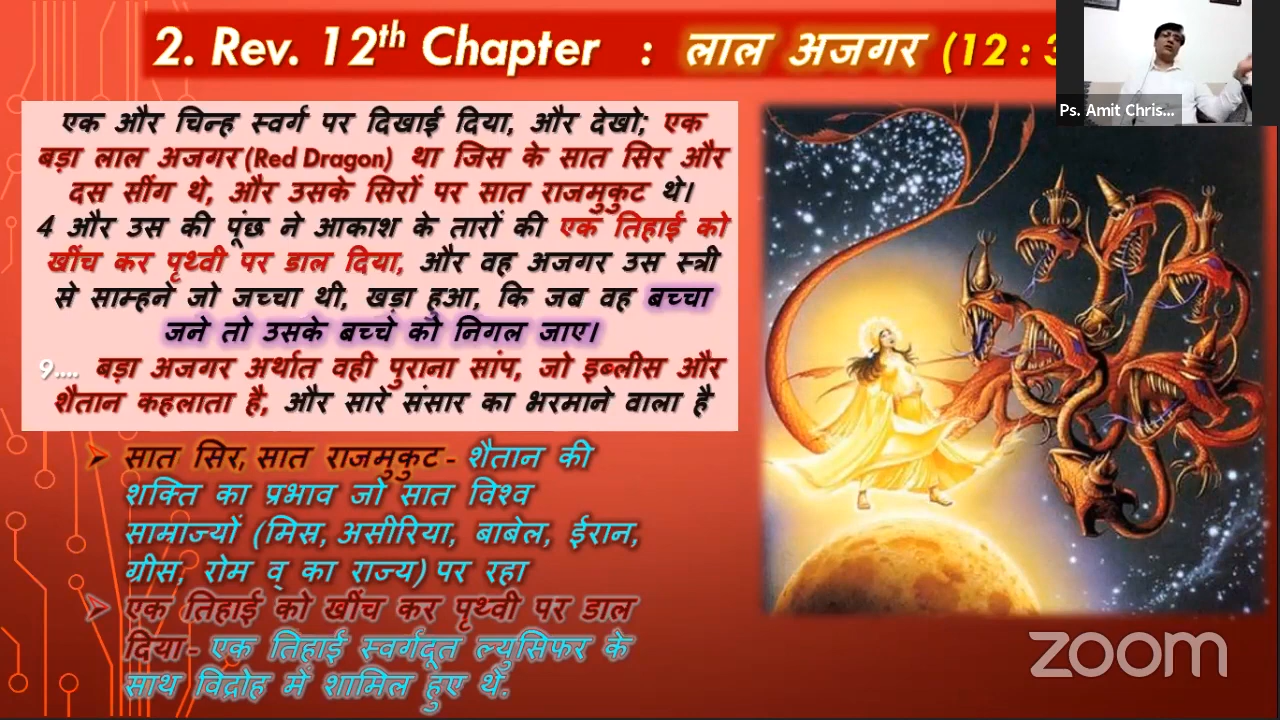 2. Rev. 12th Chapter : लाल अजगर (12 : 3
Ps. Amit Chris...
एक और चिन्ह स्वर्ग पर दिखाई दिया, और देखो; एक
बड़ा लाल अजगर (Red Dragon) था जिस के सात सिर और
दस सींग थे, और उसके सिरों पर सात राजमुकुट थे।
4 और उस की पूंछ ने आकाश के तारों की एक तिहाई को
खींच कर पृथ्वी पर डाल दिया, और वह अजगर उस स्त्री
से साम्हने जो जच्चा थी, खड़ा हुआ, कि जब वह बच्चा
जने तो उसके बच्चे को निगल जाए।
9.... बड़ा अजगर अर्थात वही पुराना सांप, जो इब्लीस और
शैतान कहलाता है, और सारे संसार का भरमाने वाला है
➤ सात सिर, सात राजमुकुट - शैतान की
शक्ति का प्रभाव जो सात विश्व
सामाज्यों (मिस्र, असीरिया, बाबेल, ईरान,
ग्रीस, रोम व् का राज्य) पर रहा
➤ एक तिहाई को खींच कर पृथ्वी पर डाल
दिया - एक तिहाई स्वर्गदूत ल्युसिफर के
साथ विद्रोह में शामिल हुए थे.
zoom